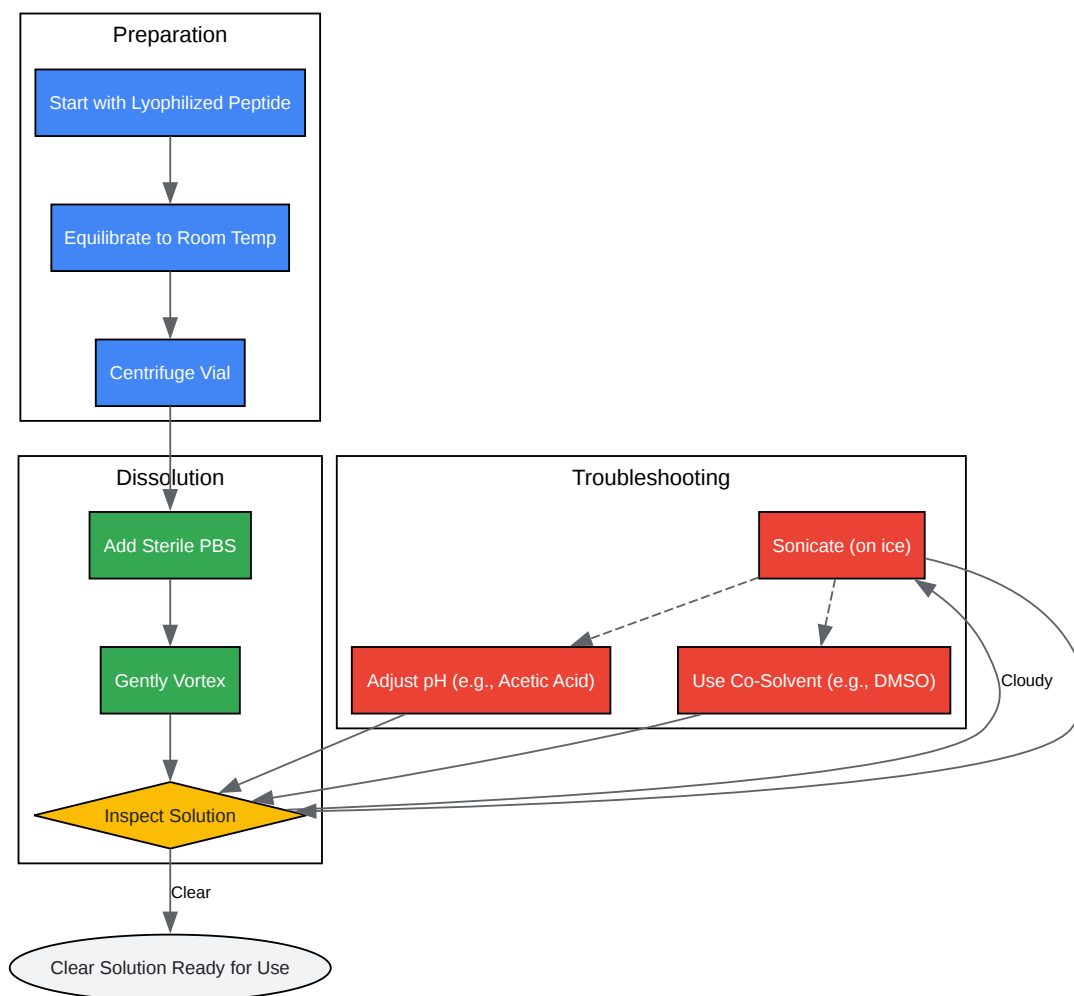 Preparation
Start with Lyophilized Peptide
Equilibrate to Room Temp
Centrifuge Vial
Dissolution
Add Sterile PBS
Gently Vortex
Inspect Solution
Troubleshooting
Sonicate (on ice)
Adjust pH (e.g., Acetic Acid)
Use Co-Solvent (e.g., DMSO)
Cloudy
Clear
Clear Solution Ready for Use